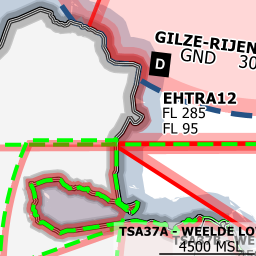 GILZE-RIJEN
D
GND 30
EHTRA12
FL 285
FL 95
TSA37A - WEELDE LO
4500 MSL